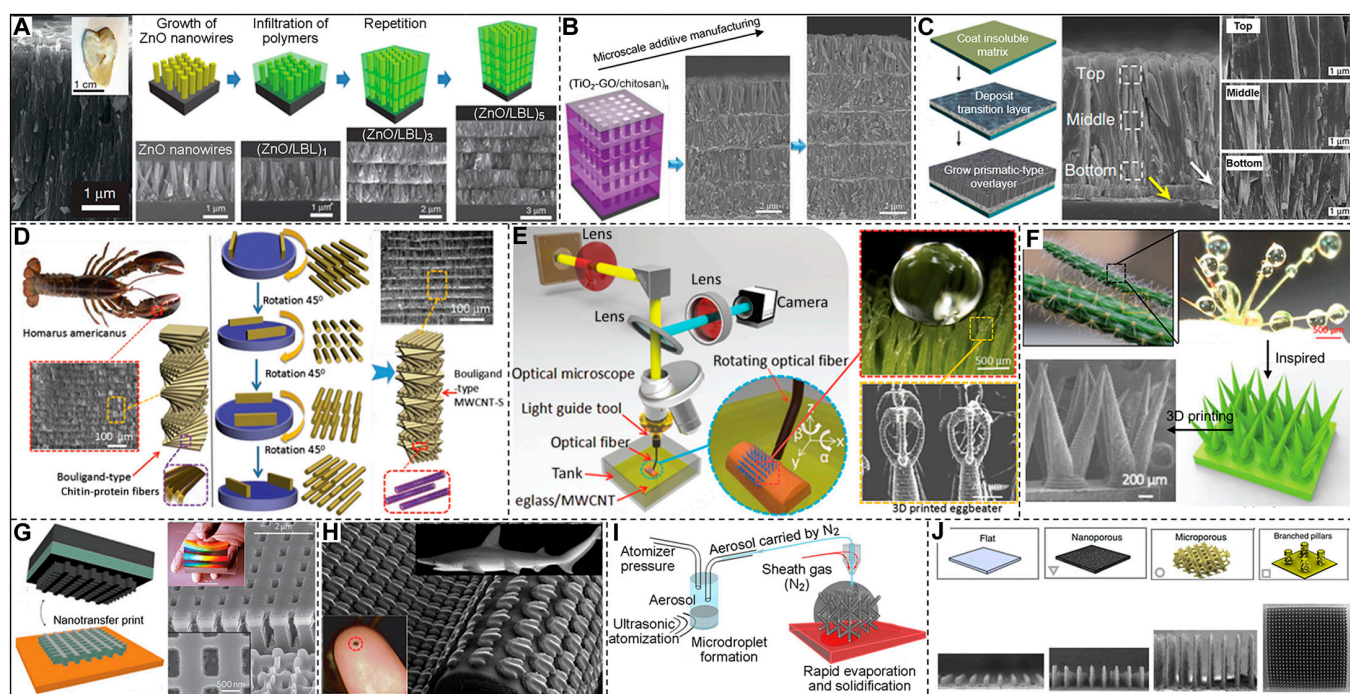 A
1 cm
1 μm
Growth of
ZnO nanowires
Infiltration of
polymers
Repetition
ZnO nanowires
1 μm
(ZnO/LBL)1
1 μm
(ZnO/LBL)3
2 μm
(ZnO/LBL)5
3 μm
B
Microscale additive manufacturing
(TiO2-GO/chitosan)n
2 μm
2 μm
C
Coat insoluble
matrix
Deposit
transition layer
Grow prismatic-type
overlayer
Top
Middle
Bottom
Top
1 μm
Middle
1 μm
Bottom
1 μm
D
Homarus americanus
100 μm
Bouligand-type
Chitin-protein fibers
Rotation 45⁰
Rotation 45⁰
Rotation 45⁰
Rotation 45⁰
100 μm
Bouligand
-type
MWCNT-S
E
Lens
Lens
Lens
Camera
Optical microscope
Light guide tool
Optical fiber
Tank
eglass/MWCNT
Rotating optical fiber
z
β
x
y
α
500 μm
3D printed eggbeater
F
500 μm
Inspired
3D printing
200 μm
G
Nanotransfer print
2 μm
500 nm
H
I
Atomizer
pressure
Aerosol carried by N2
Sheath gas
(N2)
Aerosol
Ultrasonic
atomization
Microdroplet
formation
Rapid evaporation
and solidification
J
Flat
Nanoporous
Microporous
Branched pillars